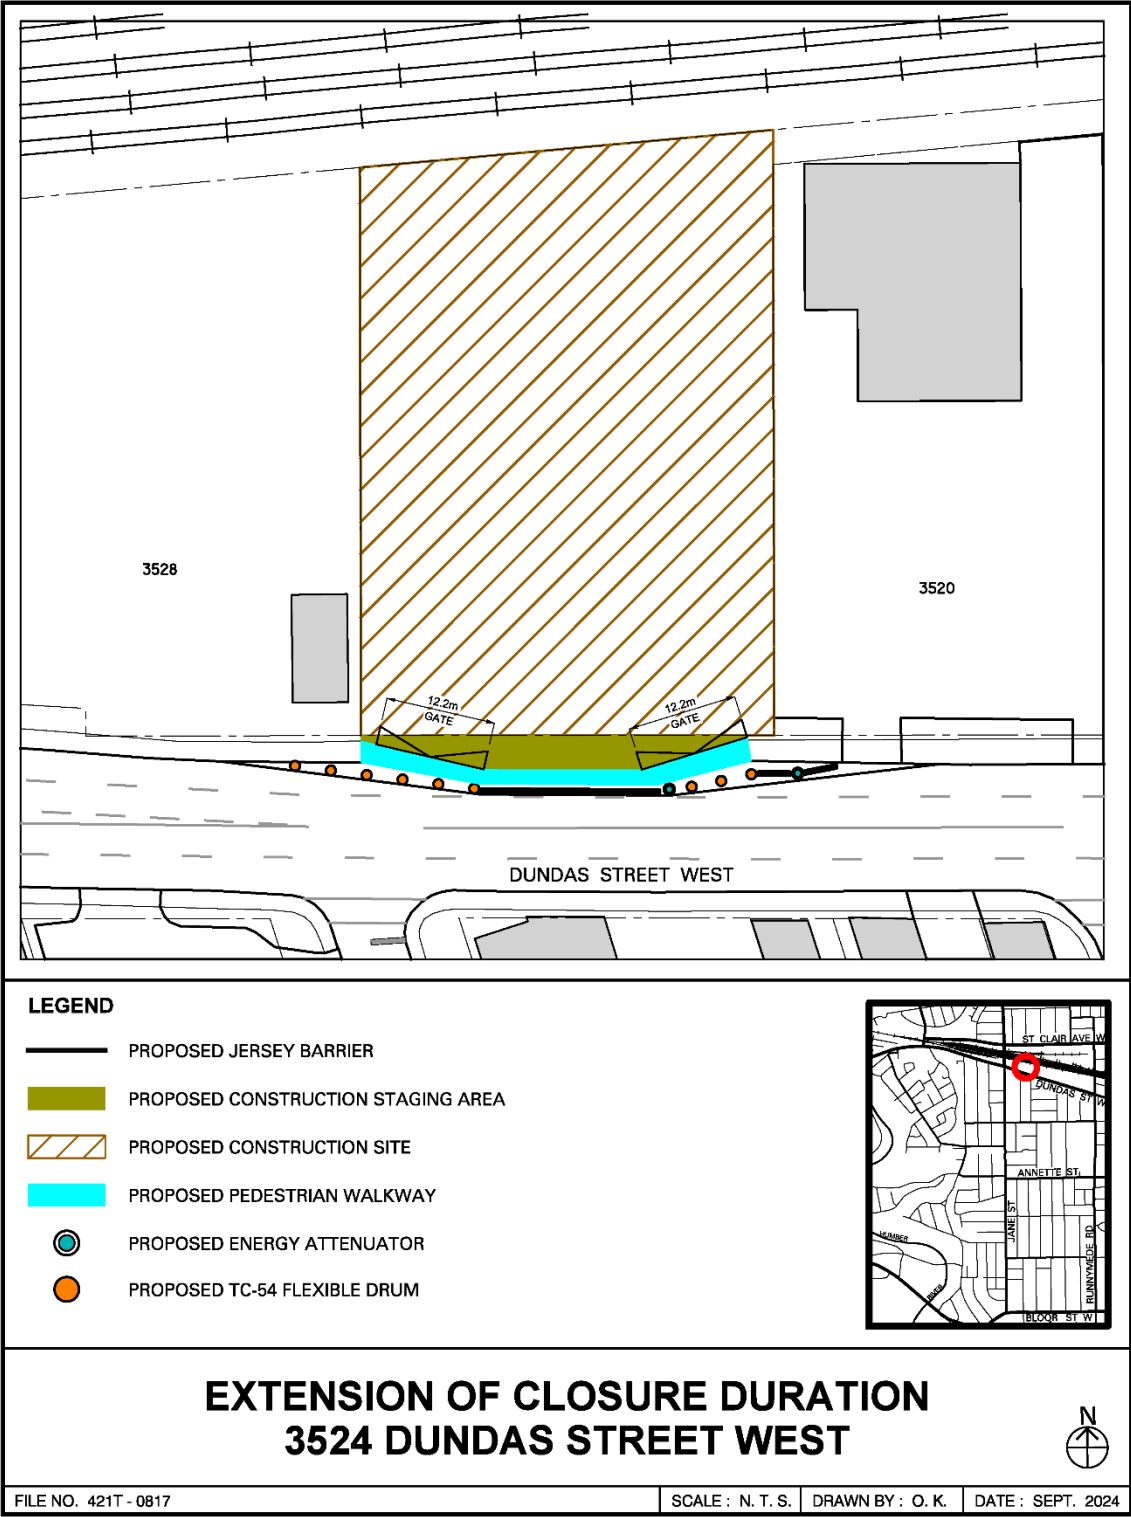 12.2m
GATE
12.2m
GATE
3528
3520
DUNDAS STREET WEST
LEGEND
PROPOSED JERSEY BARRIER
PROPOSED CONSTRUCTION STAGING AREA
PROPOSED CONSTRUCTION SITE
PROPOSED PEDESTRIAN WALKWAY
PROPOSED ENERGY ATTENUATOR
PROPOSED TC-54 FLEXIBLE DRUM
ST CLAIR AVE W
DUNDAS ST W
ANNETTE ST
JANE ST
RUNNYMEDE RD
HUMBER
RIVER
BLOOR ST W
EXTENSION OF CLOSURE DURATION
3524 DUNDAS STREET WEST
N
FILE NO. 421T - 0817
SCALE : N. T. S.
DRAWN BY : O. K.
DATE : SEPT. 2024